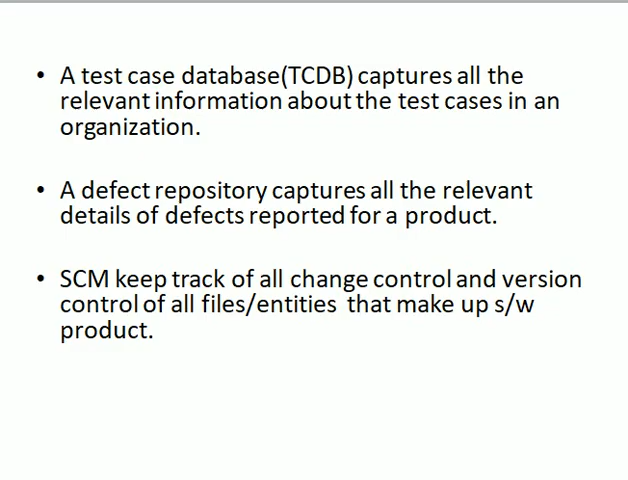 • A test case database(TCDB) captures all the
relevant information about the test cases in an
organization.
• A defect repository captures all the relevant
details of defects reported for a product.
• SCM keep track of all change control and version
control of all files/entities that make up s/w
product.